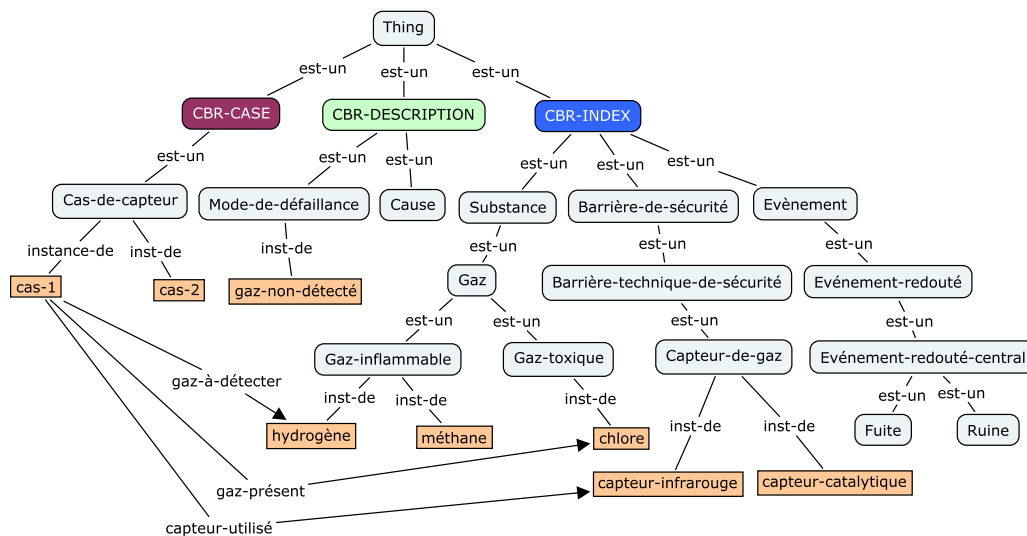 Thing
est-un
est-un
est-un
CBR-CASE
CBR-DESCRIPTION
CBR-INDEX
est-un
est-un
est-un
est-un
est-un
est-un
Cas-de-capteur
Mode-de-défaillance
Cause
Substance
Barrière-de-sécurité
Evènement
instance-de
inst-de
inst-de
est-un
est-un
est-un
cas-1
cas-2
gaz-non-détecté
Gaz
Barrière-technique-de-sécurité
Evénement-redouté
est-un
est-un
est-un
est-un
Gaz-inflammable
Gaz-toxique
Capteur-de-gaz
Evénement-redouté-central
gaz-à-détecter
inst-de
inst-de
inst-de
est-un
est-un
hydrogène
méthane
chlore
inst-de
inst-de
Fuite
Ruine
gaz-présent
capteur-infrarouge
capteur-catalytique
capteur-utilisé